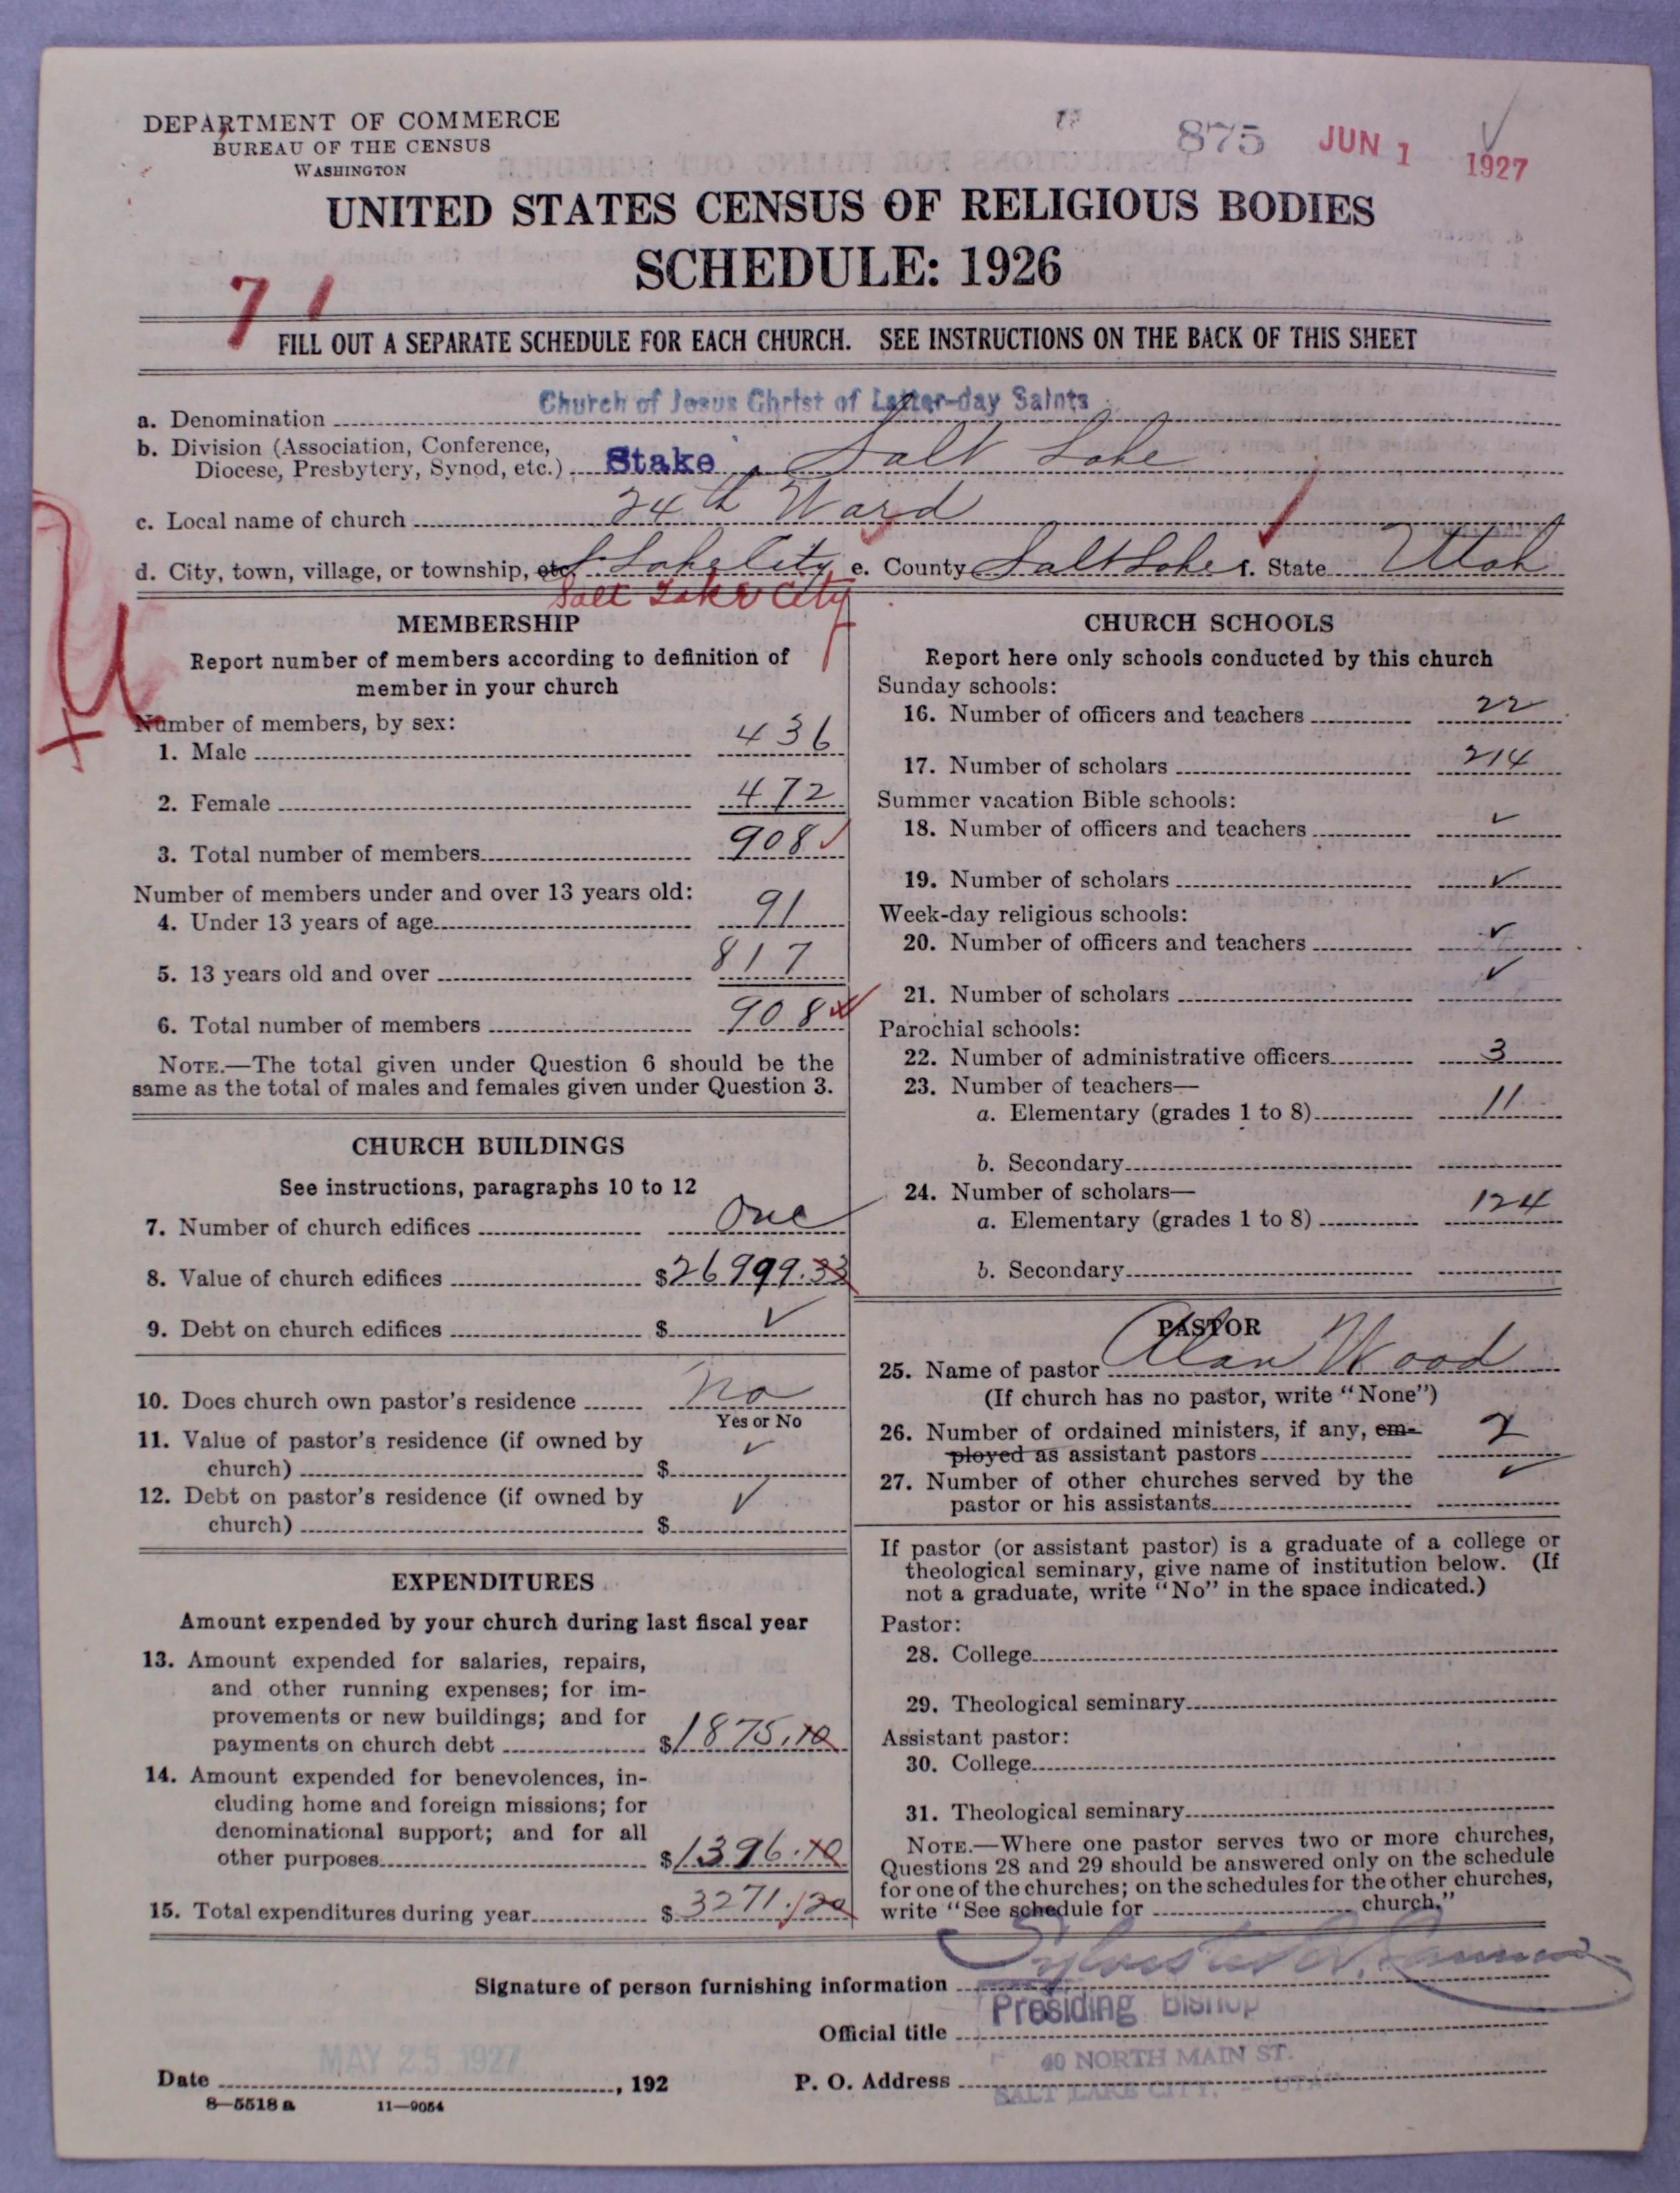 DEPARTMENT OF COMMERCE
BUREAU OF THE CENSUS
WASHINGTON
875 JUN 1 1927
UNITED STATES CENSUS OF RELIGIOUS BODIES
SCHEDULE: 1926
71
FILL OUT A SEPARATE SCHEDULE FOR EACH CHURCH. SEE INSTRUCTIONS ON THE BACK OF THIS SHEET
a. Denomination Church of Jesus Christ of Latter-day Saints
b. Division (Association, Conference,
Diocese, Presbytery, Synod, etc.) Stake Salt Lake
c. Local name of church 24th Ward
d. City, town, village, or township, etc. Lake City e. County Salt Lake f. State Utah
Salt Lake City
MEMBERSHIP
Report number of members according to definition of
member in your church
Number of members, by sex:
1. Male 436
2. Female 472
3. Total number of members 908
Number of members under and over 13 years old:
4. Under 13 years of age 91
5. 13 years old and over 817
6. Total number of members 908
NOTE.—The total given under Question 6 should be the
same as the total of males and females given under Question 3.
CHURCH BUILDINGS
See instructions, paragraphs 10 to 12
7. Number of church edifices One
8. Value of church edifices $26999.33
9. Debt on church edifices $ ✓
10. Does church own pastor's residence No
Yes or No
11. Value of pastor's residence (if owned by
church) $ ✓
12. Debt on pastor's residence (if owned by
church) $ ✓
EXPENDITURES
Amount expended by your church during last fiscal year
13. Amount expended for salaries, repairs,
and other running expenses; for im-
provements or new buildings; and for
payments on church debt $1875.10
14. Amount expended for benevolences, in-
cluding home and foreign missions; for
denominational support; and for all
other purposes $1396.10
15. Total expenditures during year $3271.20
CHURCH SCHOOLS
Report here only schools conducted by this church
Sunday schools:
16. Number of officers and teachers 22
17. Number of scholars 214
Summer vacation Bible schools:
18. Number of officers and teachers ✓
19. Number of scholars ✓
Week-day religious schools:
20. Number of officers and teachers ✓
21. Number of scholars ✓
Parochial schools:
22. Number of administrative officers 3
23. Number of teachers—
a. Elementary (grades 1 to 8) 11
b. Secondary
24. Number of scholars—
a. Elementary (grades 1 to 8) 124
b. Secondary
PASTOR
25. Name of pastor Alan Wood
(If church has no pastor, write "None")
26. Number of ordained ministers, if any, em-
ployed as assistant pastors 2
27. Number of other churches served by the
pastor or his assistants ✓
If pastor (or assistant pastor) is a graduate of a college or
theological seminary, give name of institution below. (If
not a graduate, write "No" in the space indicated.)
Pastor:
28. College
29. Theological seminary
Assistant pastor:
30. College
31. Theological seminary
NOTE.—Where one pastor serves two or more churches,
Questions 28 and 29 should be answered only on the schedule
for one of the churches; on the schedules for the other churches,
write "See schedule for church."
Signature of person furnishing information Sylvester Q. Cannon
Official title Presiding Bishop
Date MAY 25 1927, 192 P. O. Address 40 NORTH MAIN ST.
SALT LAKE CITY, - UTAH
8—5518a 11—9054